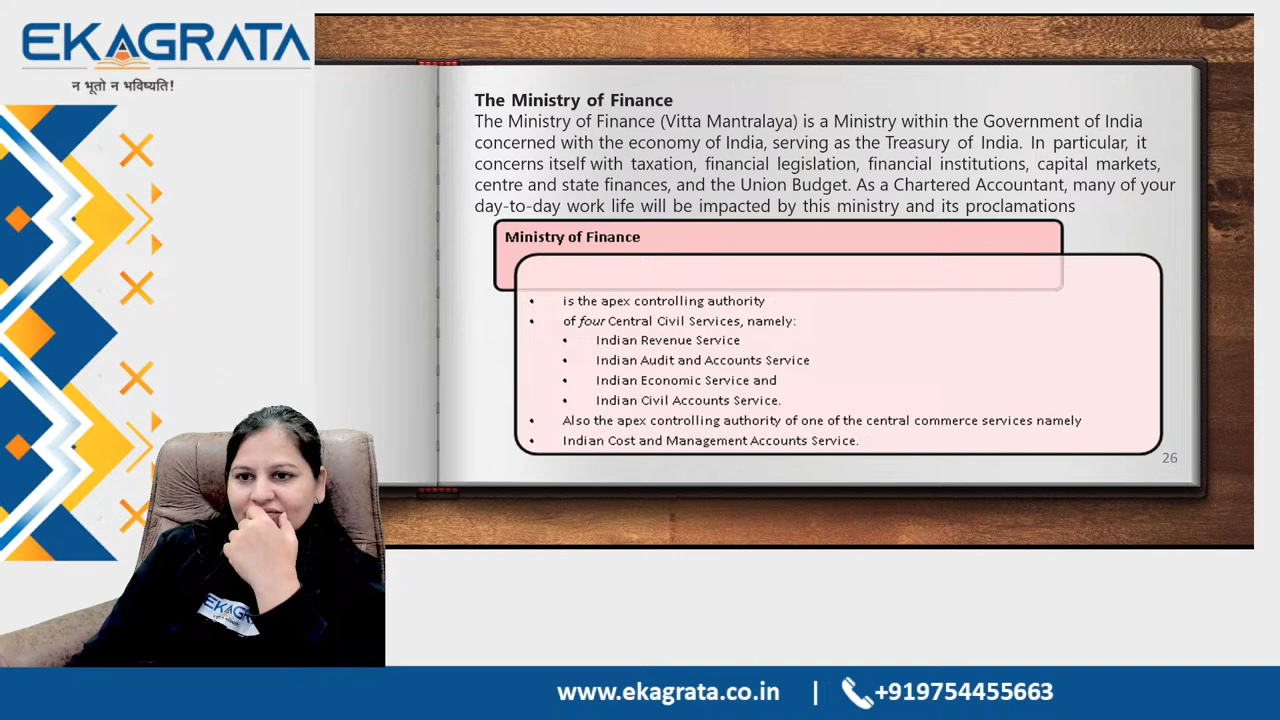 EKAGRATA
न भूतो न भविष्यति!
The Ministry of Finance
The Ministry of Finance (Vitta Mantralaya) is a Ministry within the Government of India
concerned with the economy of India, serving as the Treasury of India. In particular, it
concerns itself with taxation, financial legislation, financial institutions, capital markets,
centre and state finances, and the Union Budget. As a Chartered Accountant, many of your
day-to-day work life will be impacted by this ministry and its proclamations
Ministry of Finance
• is the apex controlling authority
• of four Central Civil Services, namely:
• Indian Revenue Service
• Indian Audit and Accounts Service
• Indian Economic Service and
• Indian Civil Accounts Service.
• Also the apex controlling authority of one of the central commerce services namely
• Indian Cost and Management Accounts Service.
26
EKAGRATA
www.ekagrata.co.in | +919754455663